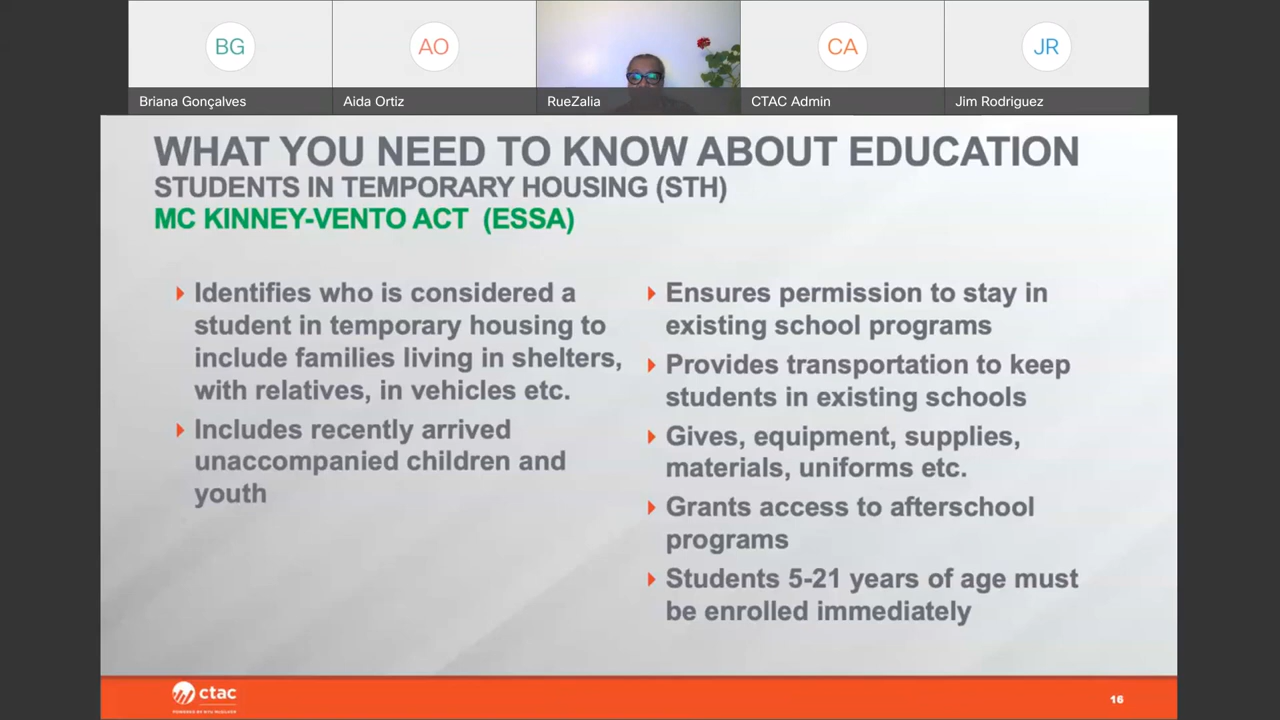 BG
AO
CA
JR
Briana Gonçalves
Aida Ortiz
RueZalia
CTAC Admin
Jim Rodriguez
WHAT YOU NEED TO KNOW ABOUT EDUCATION
STUDENTS IN TEMPORARY HOUSING (STH)
MC KINNEY-VENTO ACT (ESSA)
Identifies who is considered a
student in temporary housing to
include families living in shelters,
with relatives, in vehicles etc.
Includes recently arrived
unaccompanied children and
youth
Ensures permission to stay in
existing school programs
Provides transportation to keep
students in existing schools
Gives, equipment, supplies,
materials, uniforms etc.
Grants access to afterschool
programs
Students 5-21 years of age must
be enrolled immediately
ctac
POWERED BY NYU MCSILVER
16